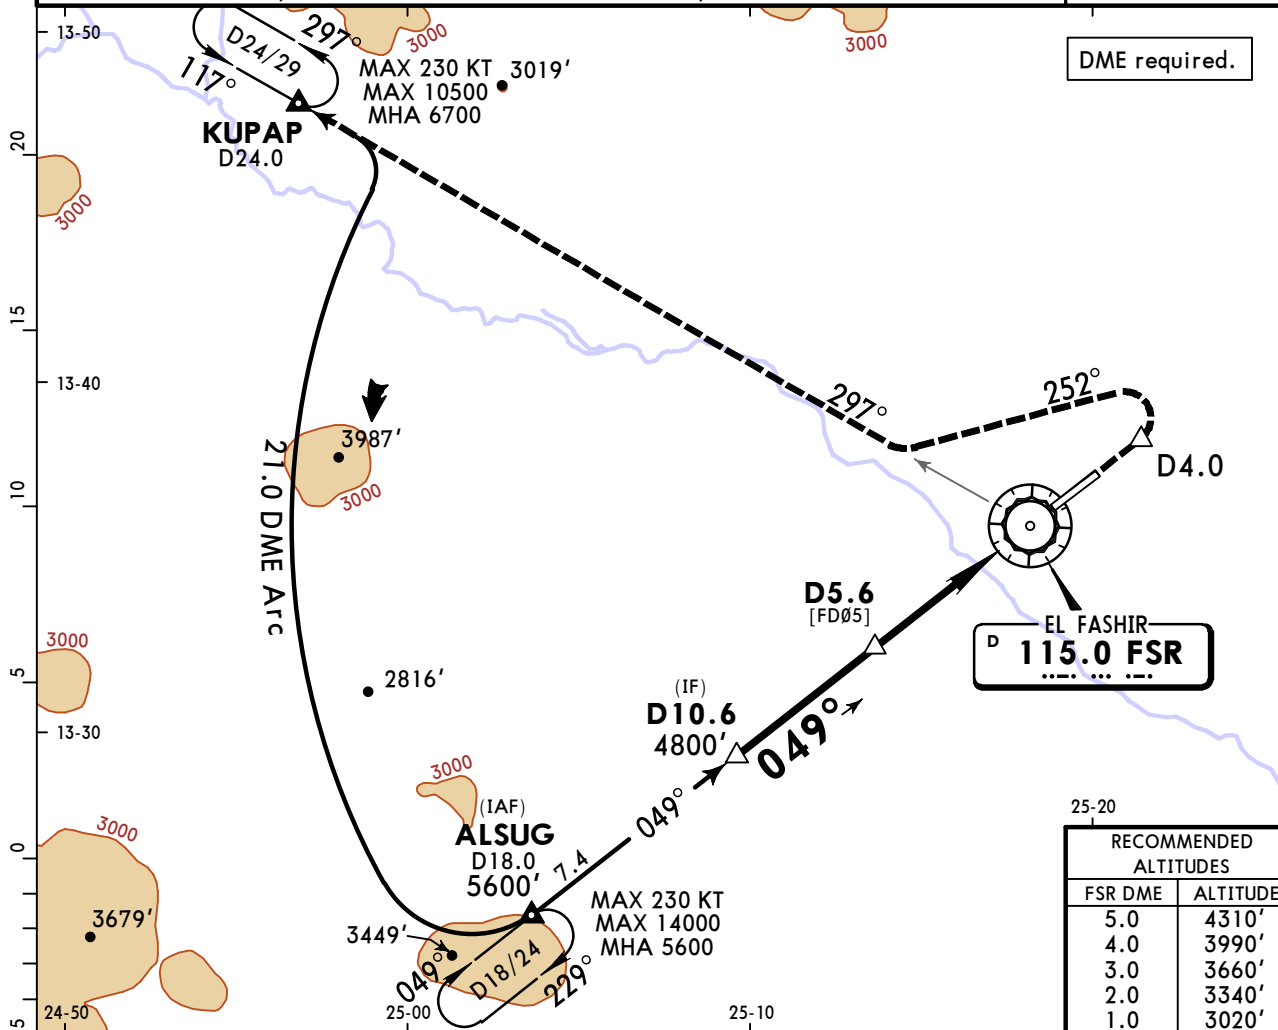 13-50
3000
3000
DME required.
297°
D24/29
117°
MAX 230 KT
MAX 10500
MHA 6700
3019'
KUPAP
D24.0
20
3000
15
13-40
297°
252°
D4.0
3987'
3000
21.0 DME Arc
10
D5.6
[FDØ5]
EL FASHIR
D
115.0 FSR
3000
2816'
5
(IF)
D10.6
4800'
049°
13-30
3000
049°
25-20
(IAF)
ALSUG
D18.0
5600'
7.4
3000
0
MAX 230 KT
MAX 14000
MHA 5600
3679'
3449'
049°
D18/24
229°
5
24-50
25-00
25-10
RECOMMENDED
ALTITUDES
FSR DME ALTITUDE
5.0 4310'
4.0 3990'
3.0 3660'
2.0 3340'
1.0 3020'